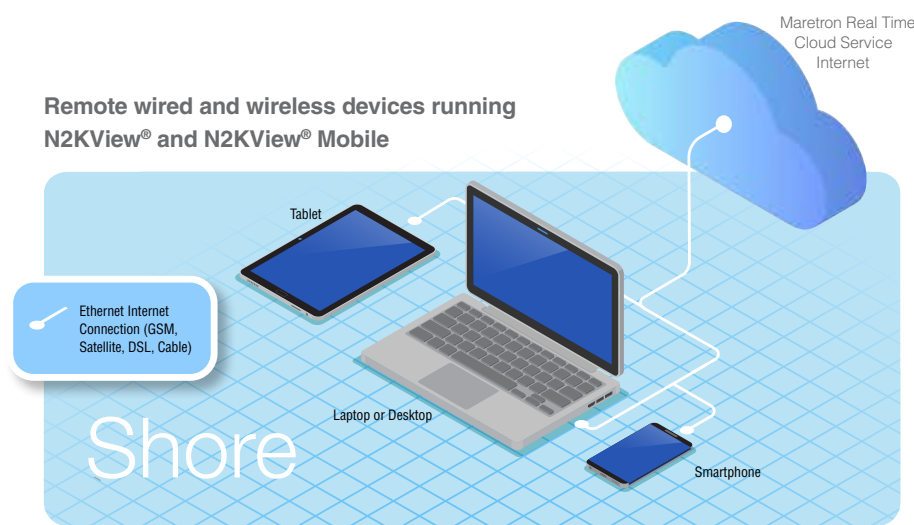 Maretron Real Time
Cloud Service
Internet
Remote wired and wireless devices running
N2KView® and N2KView® Mobile
Tablet
Ethernet Internet
Connection (GSM,
Satellite, DSL, Cable)
Laptop or Desktop
Shore
Smartphone